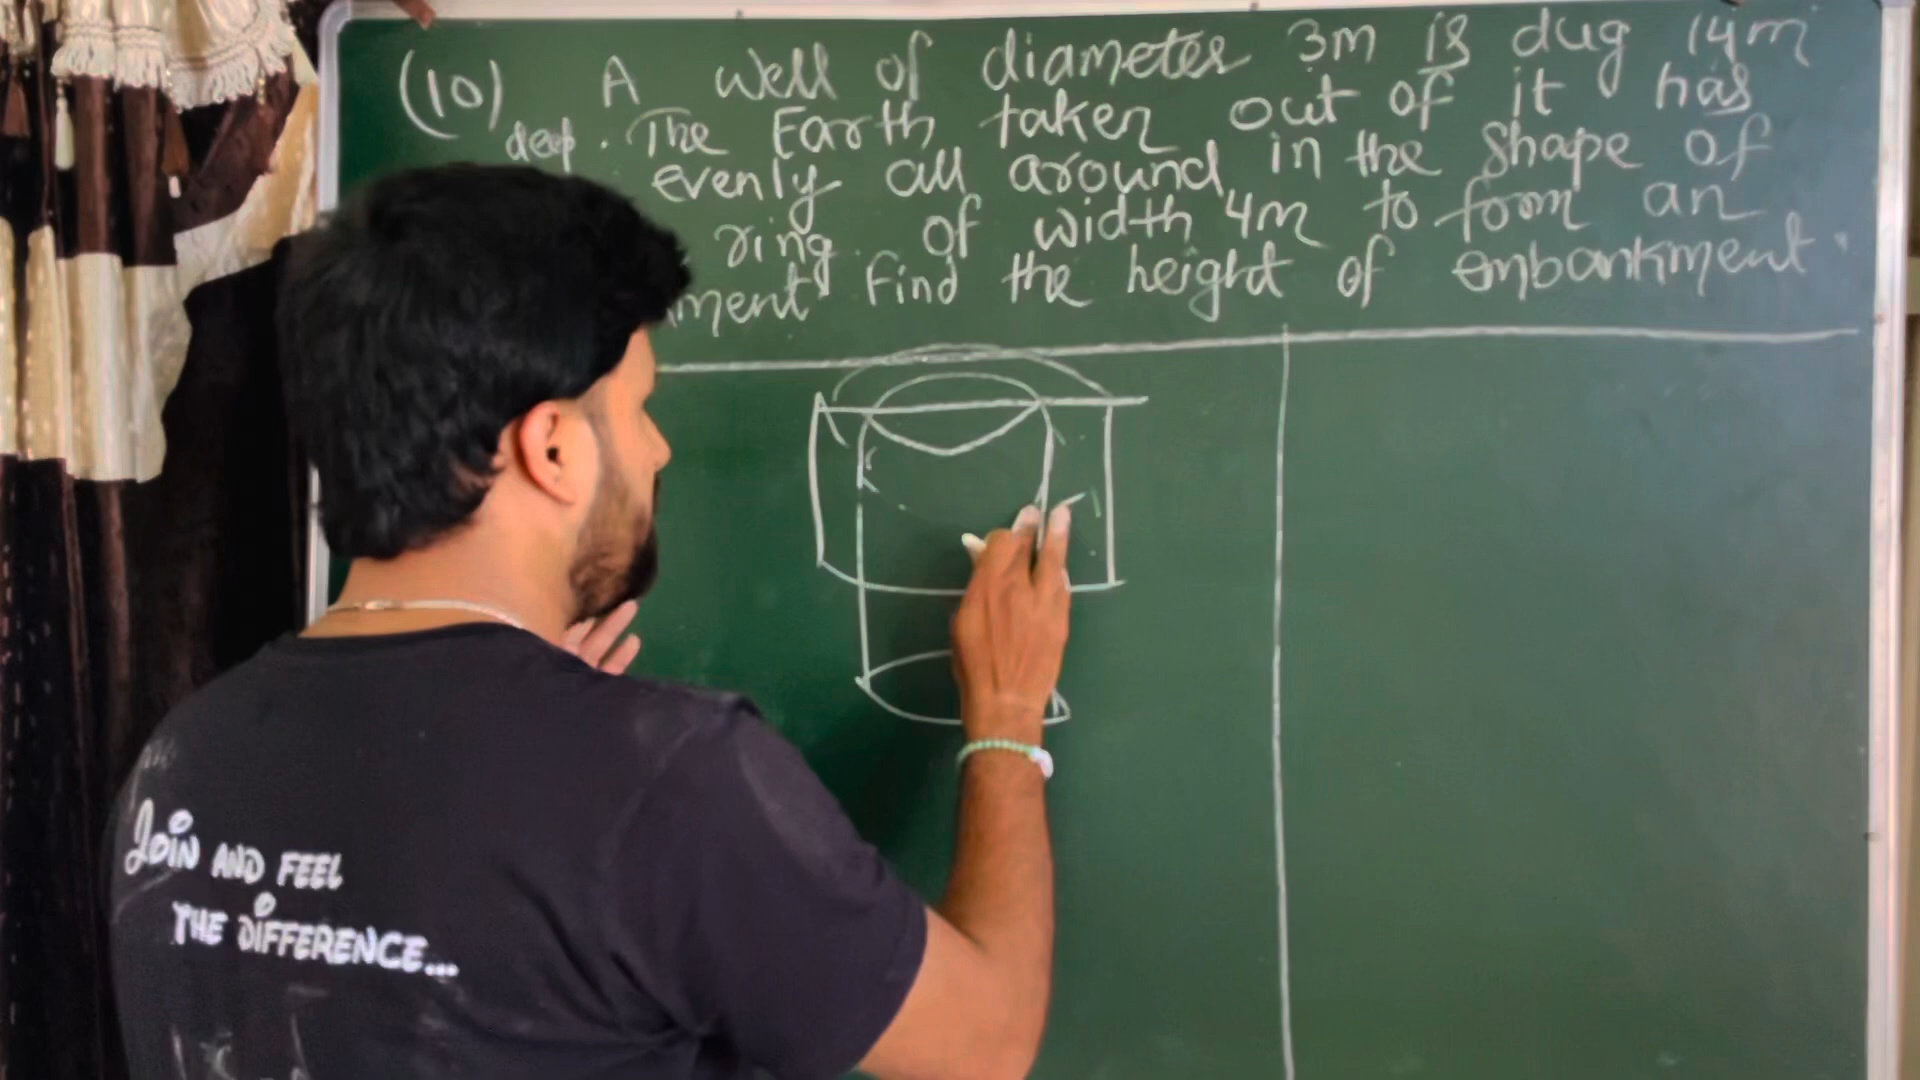 (10) A well of diameter 3m is dug 14m
deep. The Earth taken out of it has
evenly all around in the shape of
ring of width 4m to form an
ment Find the height of embankment.
JOIN AND FEEL
THE DIFFERENCE...